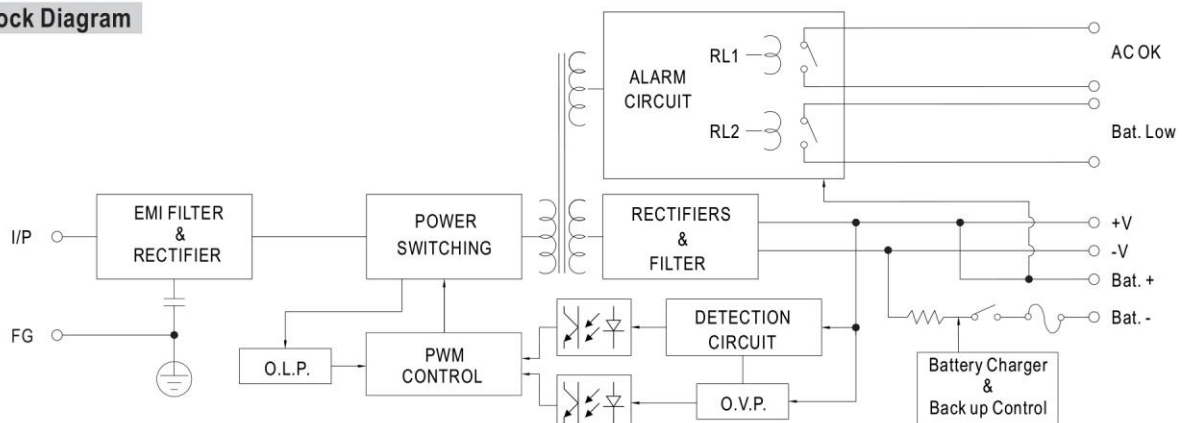 ock Diagram
ALARM
CIRCUIT
RL1
RL2
AC OK
Bat. Low
I/P
EMI FILTER
&
RECTIFIER
POWER
SWITCHING
RECTIFIERS
&
FILTER
+V
-V
Bat. +
Bat. -
FG
O.L.P.
PWM
CONTROL
DETECTION
CIRCUIT
O.V.P.
Battery Charger
&
Back up Control